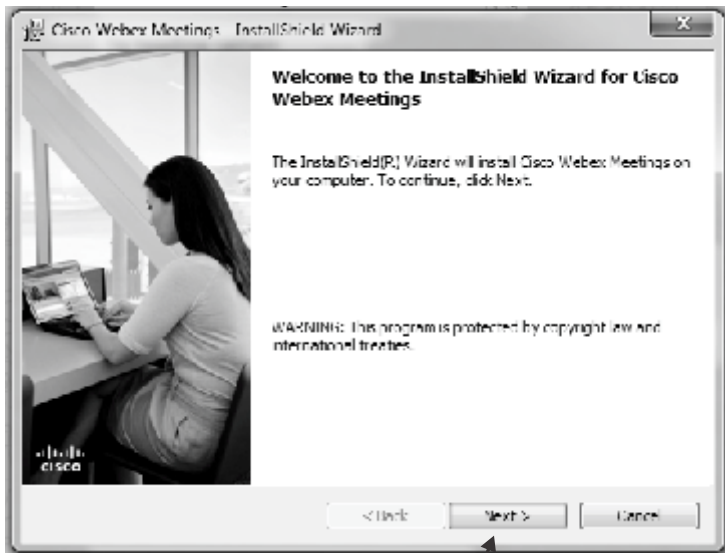 Cisco Webex Meetings - InstallShield Wizard
Welcome to the InstallShield Wizard for Cisco
Webex Meetings
The InstallShield(R) Wizard will install Cisco Webex Meetings on
your computer. To continue, click Next.
WARNING: This program is protected by copyright law and
international treaties.
cisco
< Back
Next >
Cancel